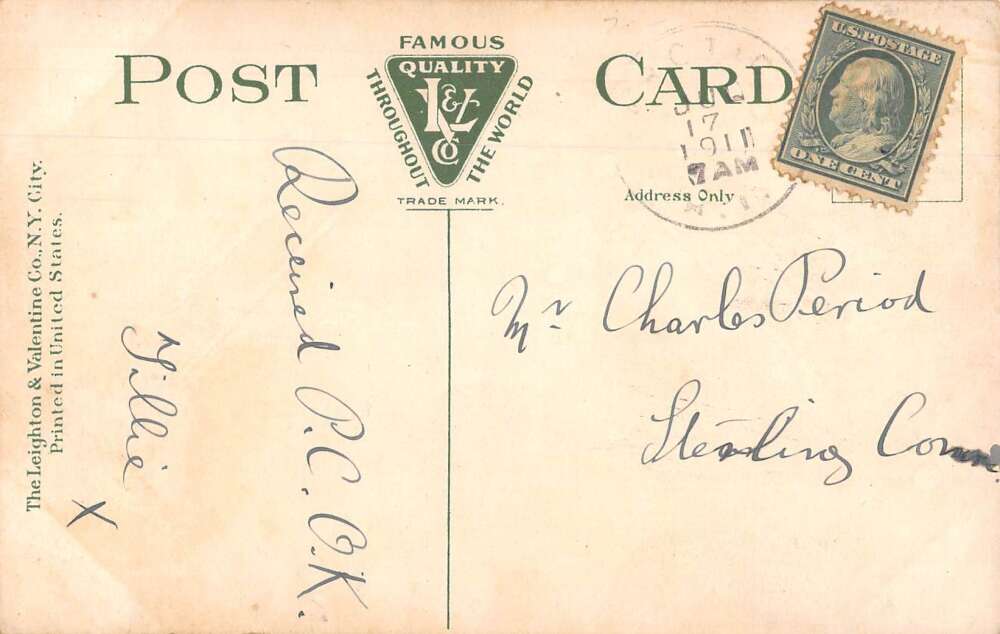 POST CARD
FAMOUS
QUALITY
THROUGHOUT
THE WORLD
L&V
Co
TRADE MARK.
17
1911
7 AM
U.S. POSTAGE
ONE CENT
Address Only
The Leighton & Valentine Co., N.Y. City.
Printed in United States.
Received P.C. O.K.
Tillie
X
Mr Charles Period
Sterling Conn.